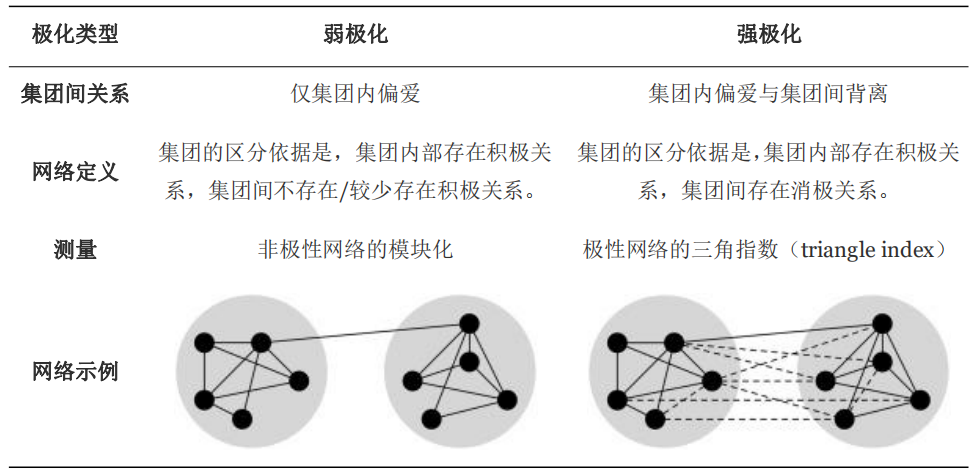 极化类型 弱极化 强极化
集团间关系 仅集团内偏爱 集团内偏爱与集团间背离
网络定义
集团的区分依据是，集团内部存在积极关
系，集团间不存在/较少存在积极关系。
集团的区分依据是，集团内部存在积极关
系，集团间存在消极关系。
测量 非极性网络的模块化 极性网络的三角指数（triangle index）
网络示例